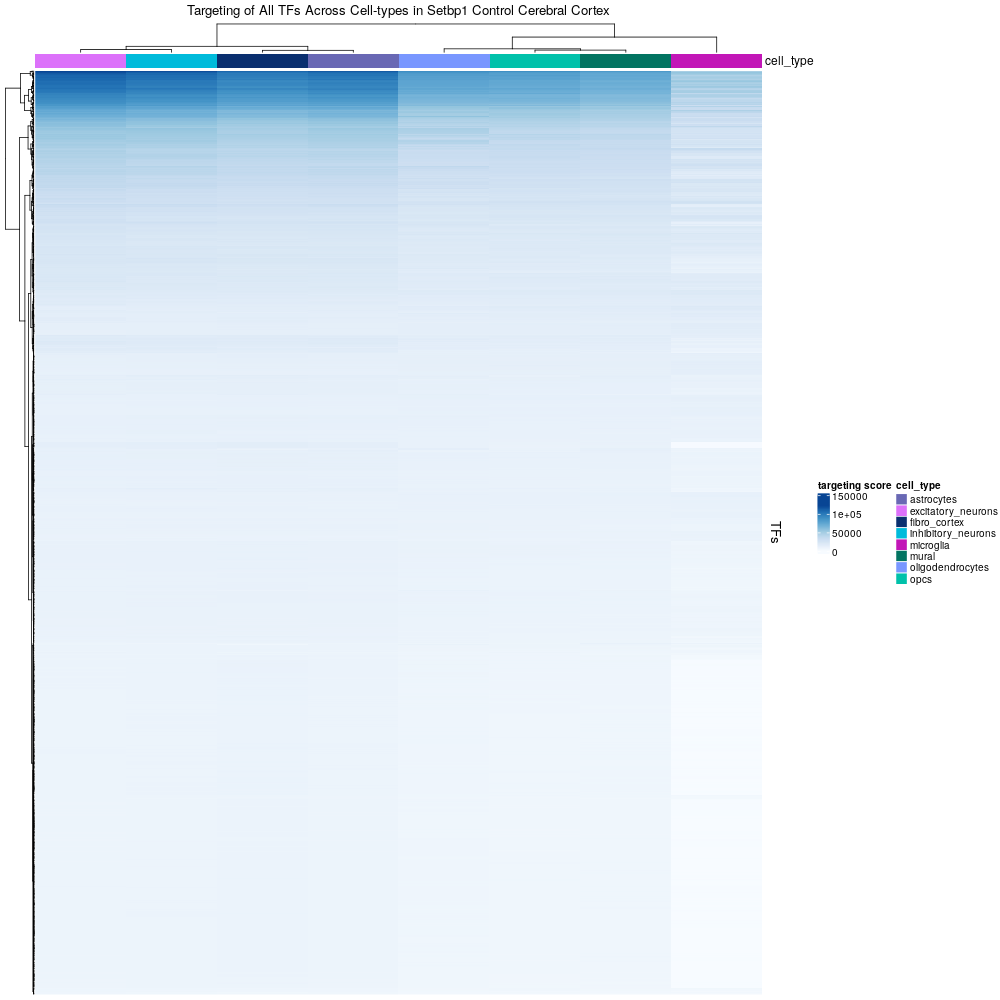 Targeting of All TFs Across Cell-types in Setbp1 Control Cerebral Cortex
cell_type
TFs
targeting score
150000
1e+05
50000
0
cell_type
astrocytes
excitatory_neurons
fibro_cortex
inhibitory_neurons
microglia
mural
oligodendrocytes
opcs